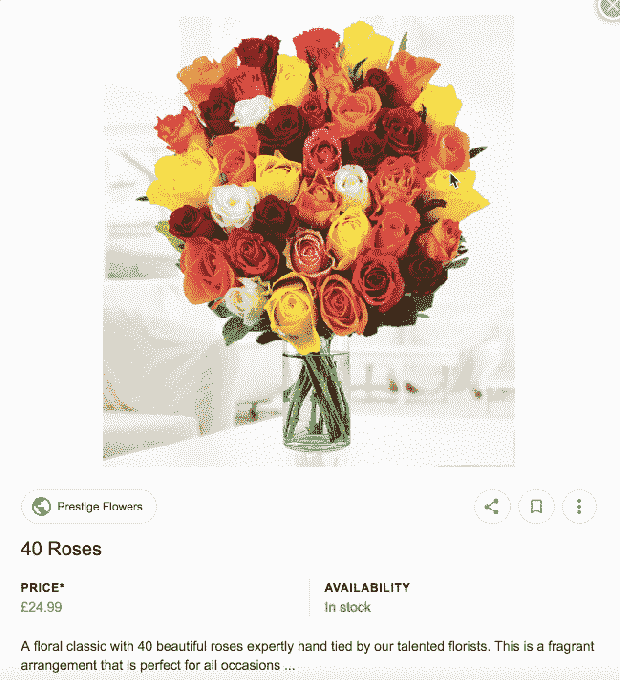 Prestige Flowers
40 Roses
PRICE*
£24.99
AVAILABILITY
In stock
A floral classic with 40 beautiful roses expertly hand tied by our talented florists. This is a fragrant
arrangement that is perfect for all occasions ...